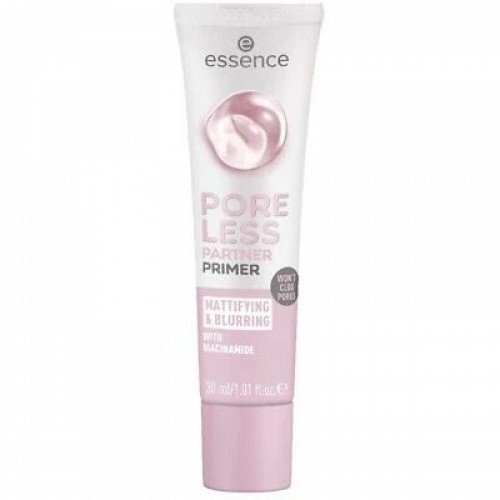 essence
PORE
LESS
PARTNER
PRIMER
WON'T
CLOG
PORES
MATTIFYING
& BLURRING
WITH
NIACINAMIDE
30 ml/1.01 fl.oz.℮